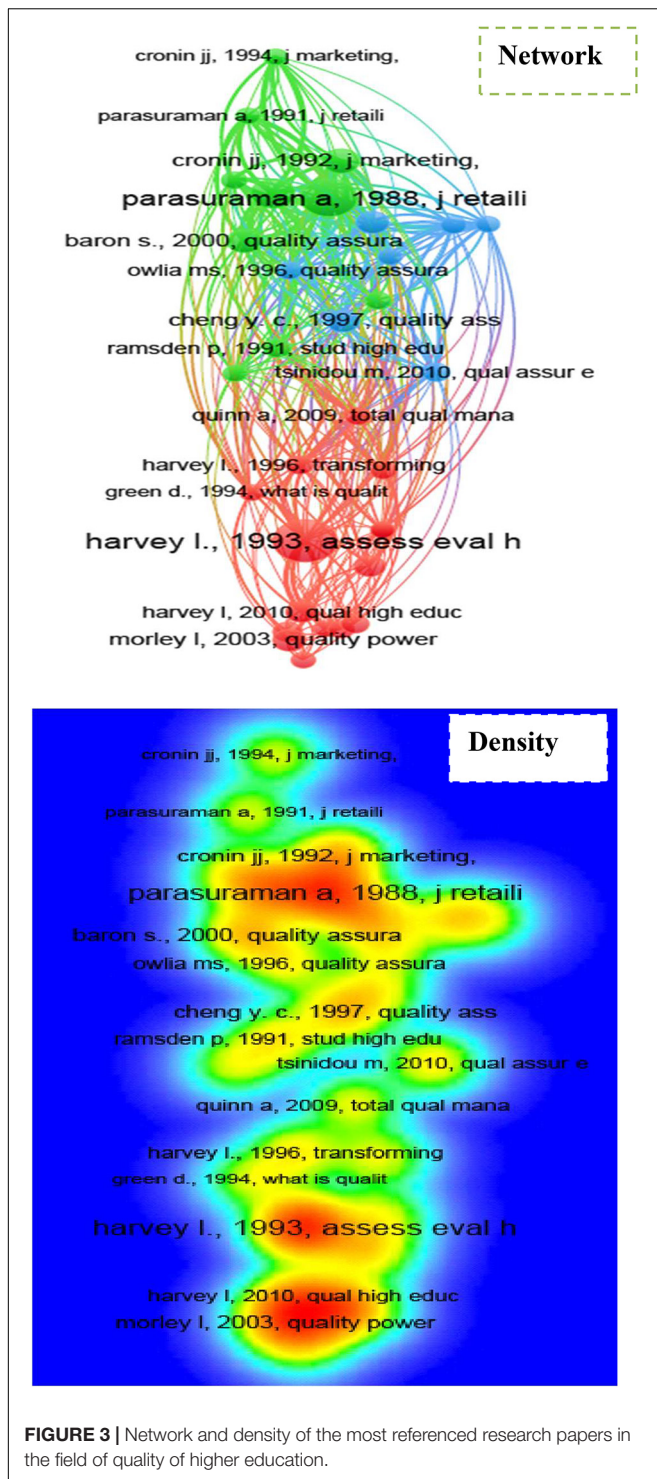 cronin jj, 1994, j marketing,
Network
parasuraman a, 1991, j retaili
cronin jj, 1992, j marketing,
parasuraman a, 1988, j retaili
baron s., 2000, quality assura
owlia ms, 1996, quality assura
cheng y. c., 1997, quality ass
ramsden p, 1991, stud high edu
tsinidou m, 2010, qual assur e
quinn a, 2009, total qual mana
harvey l., 1996, transforming
green d., 1994, what is qualit
harvey l., 1993, assess eval h
harvey l, 2010, qual high educ
morley l, 2003, quality power
Density
cronin jj, 1994, j marketing,
parasuraman a, 1991, j retaili
cronin jj, 1992, j marketing,
parasuraman a, 1988, j retaili
baron s., 2000, quality assura
owlia ms, 1996, quality assura
cheng y. c., 1997, quality ass
ramsden p, 1991, stud high edu
tsinidou m, 2010, qual assur e
quinn a, 2009, total qual mana
harvey l., 1996, transforming
green d., 1994, what is qualit
harvey l., 1993, assess eval h
harvey l, 2010, qual high educ
morley l, 2003, quality power
FIGURE 3 | Network and density of the most referenced research papers in
the field of quality of higher education.